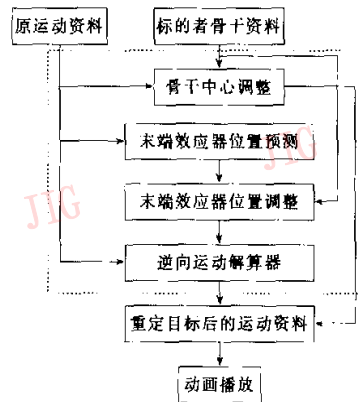 原运动资料
标的者骨干资料
骨干中心调整
末端效应器位置预测
末端效应器位置调整
逆向运动解算器
重定目标后的运动资料
动画播放
JIG
JIG